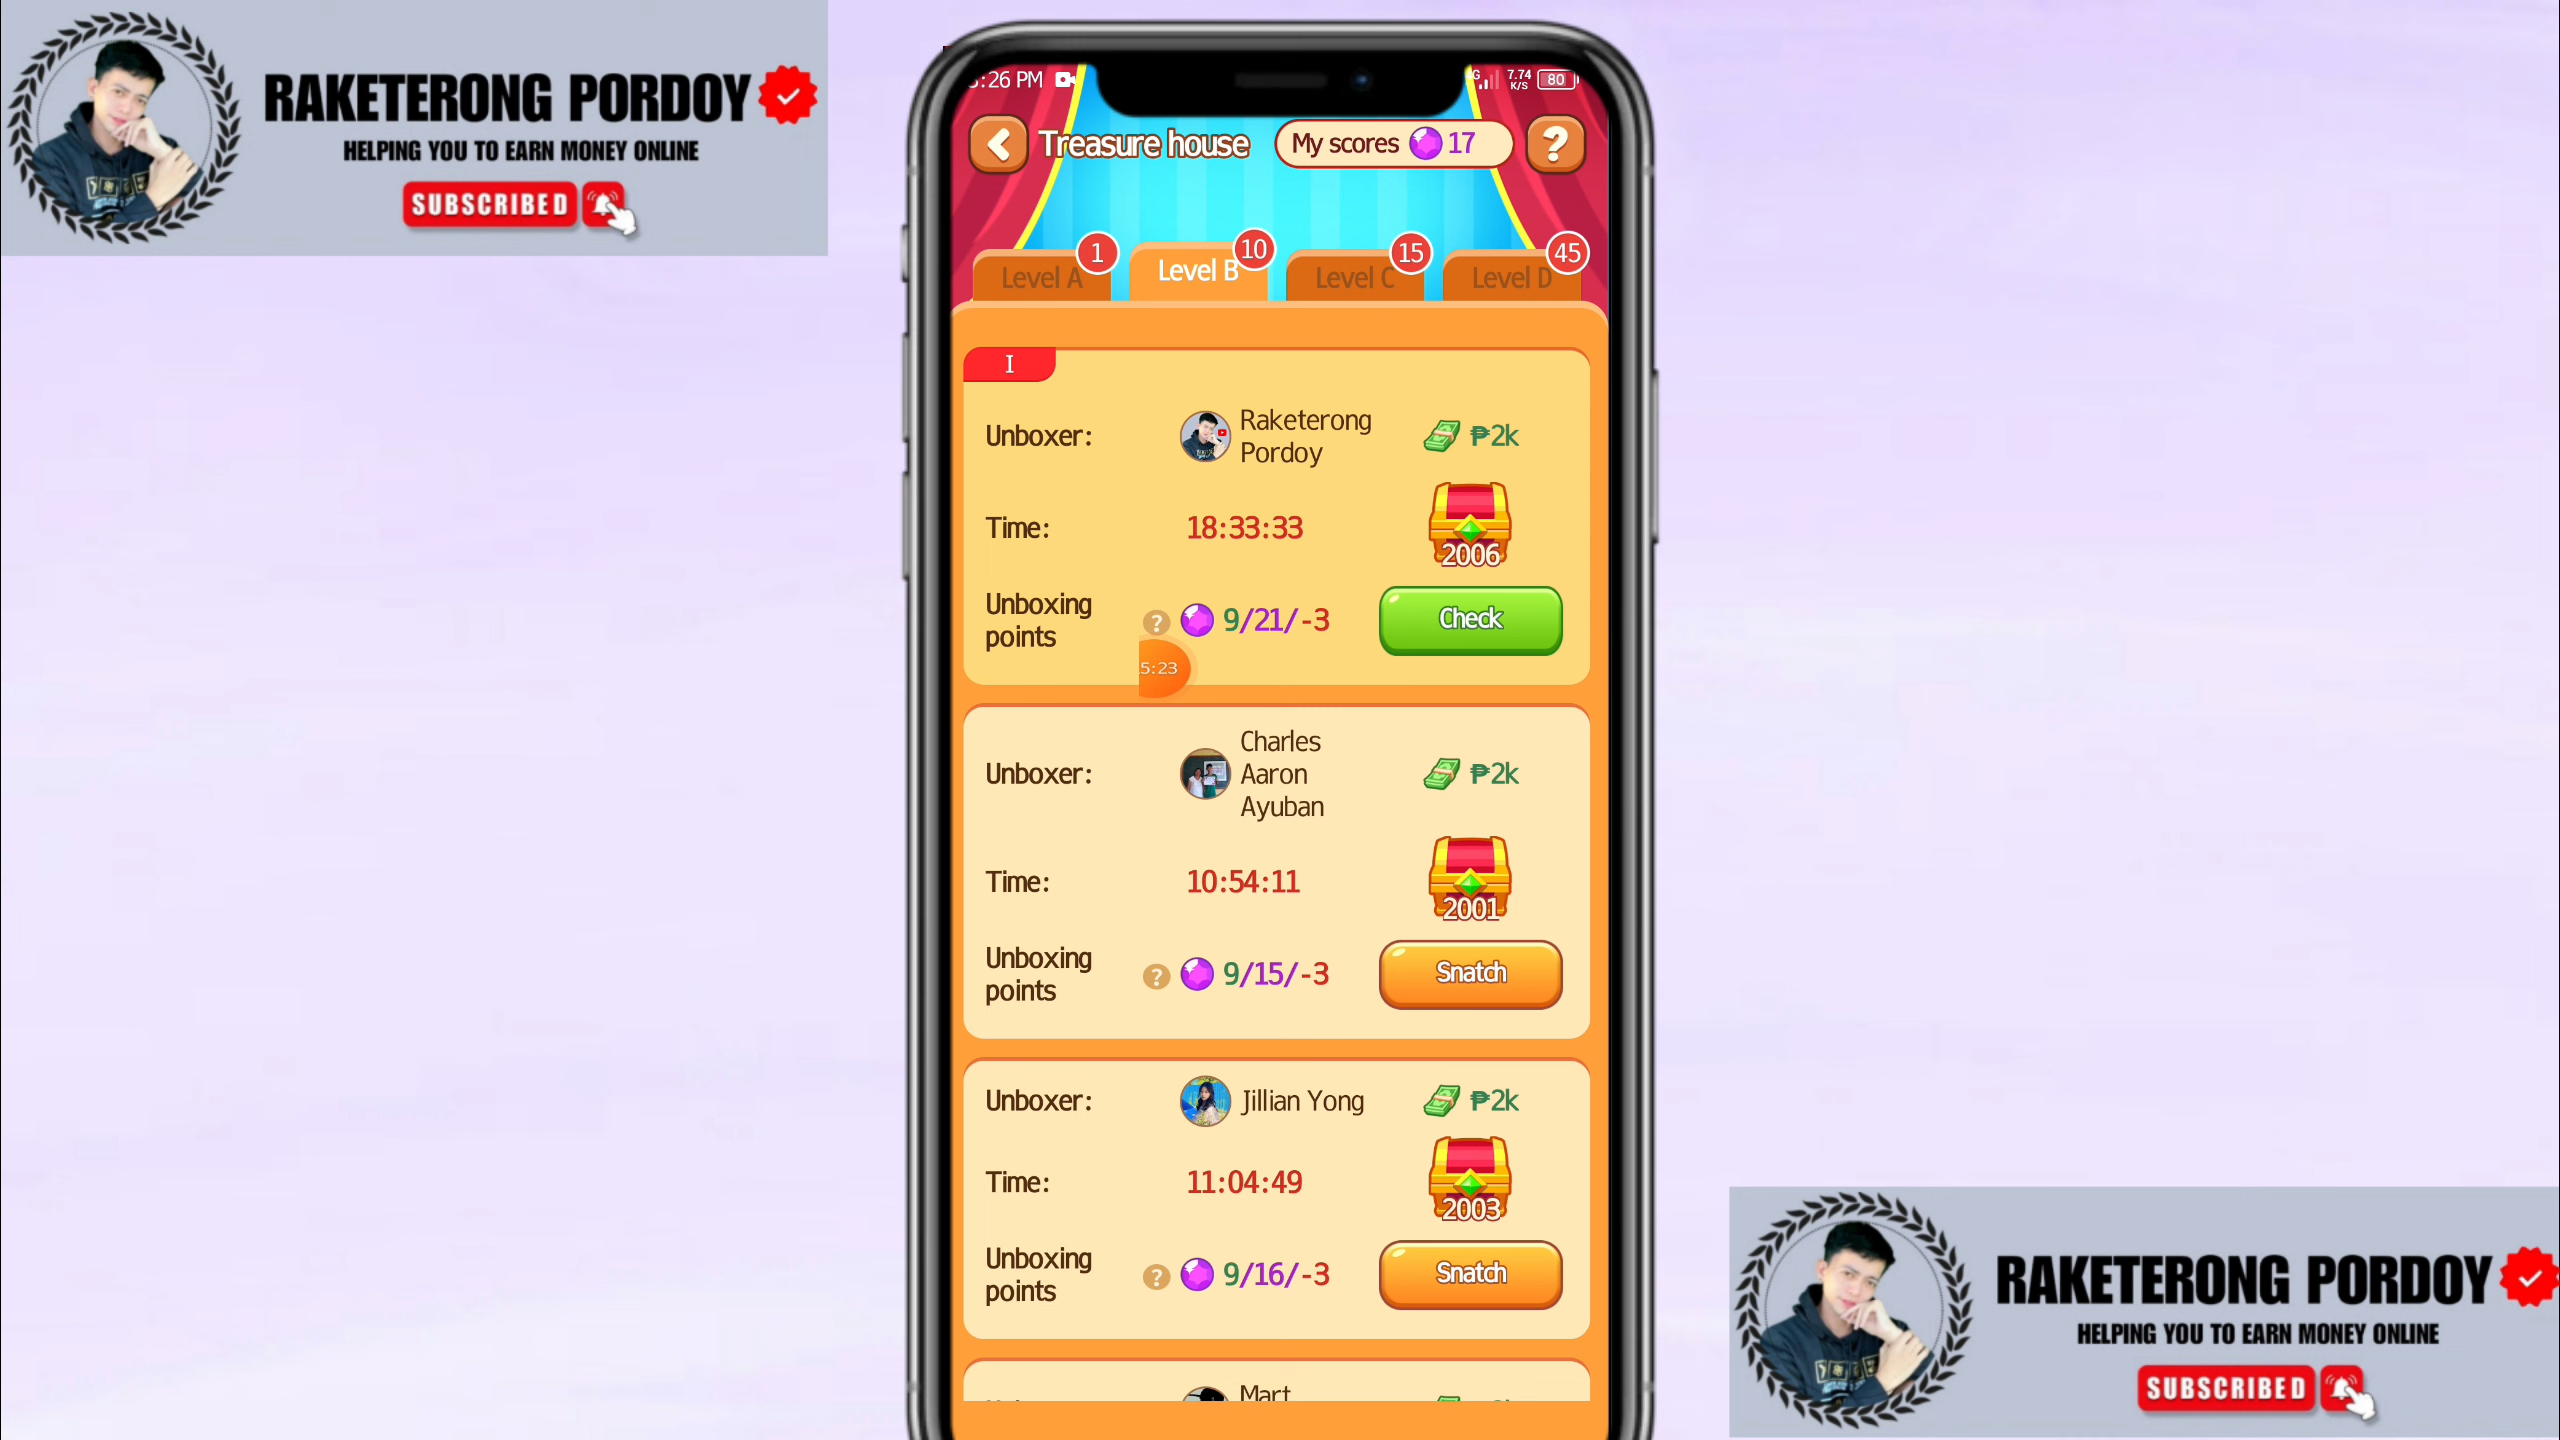 RAKETERONG PORDOY
HELPING YOU TO EARN MONEY ONLINE
SUBSCRIBED
:26 PM
7.74
K/S
80
Treasure house
My scores 17
?
Level A 1
Level B 10
Level C 15
Level D 45
I
Unboxer:
Raketerong
Pordoy
₱2k
Time:
18:33:33
2006
Unboxing
points
? 9/21/-3
Check
5:23
Unboxer:
Charles
Aaron
Ayuban
₱2k
Time:
10:54:11
2001
Unboxing
points
? 9/15/-3
Snatch
Unboxer:
Jillian Yong
₱2k
Time:
11:04:49
2003
Unboxing
points
? 9/16/-3
Snatch
Mart
RAKETERONG PORDOY
HELPING YOU TO EARN MONEY ONLINE
SUBSCRIBED